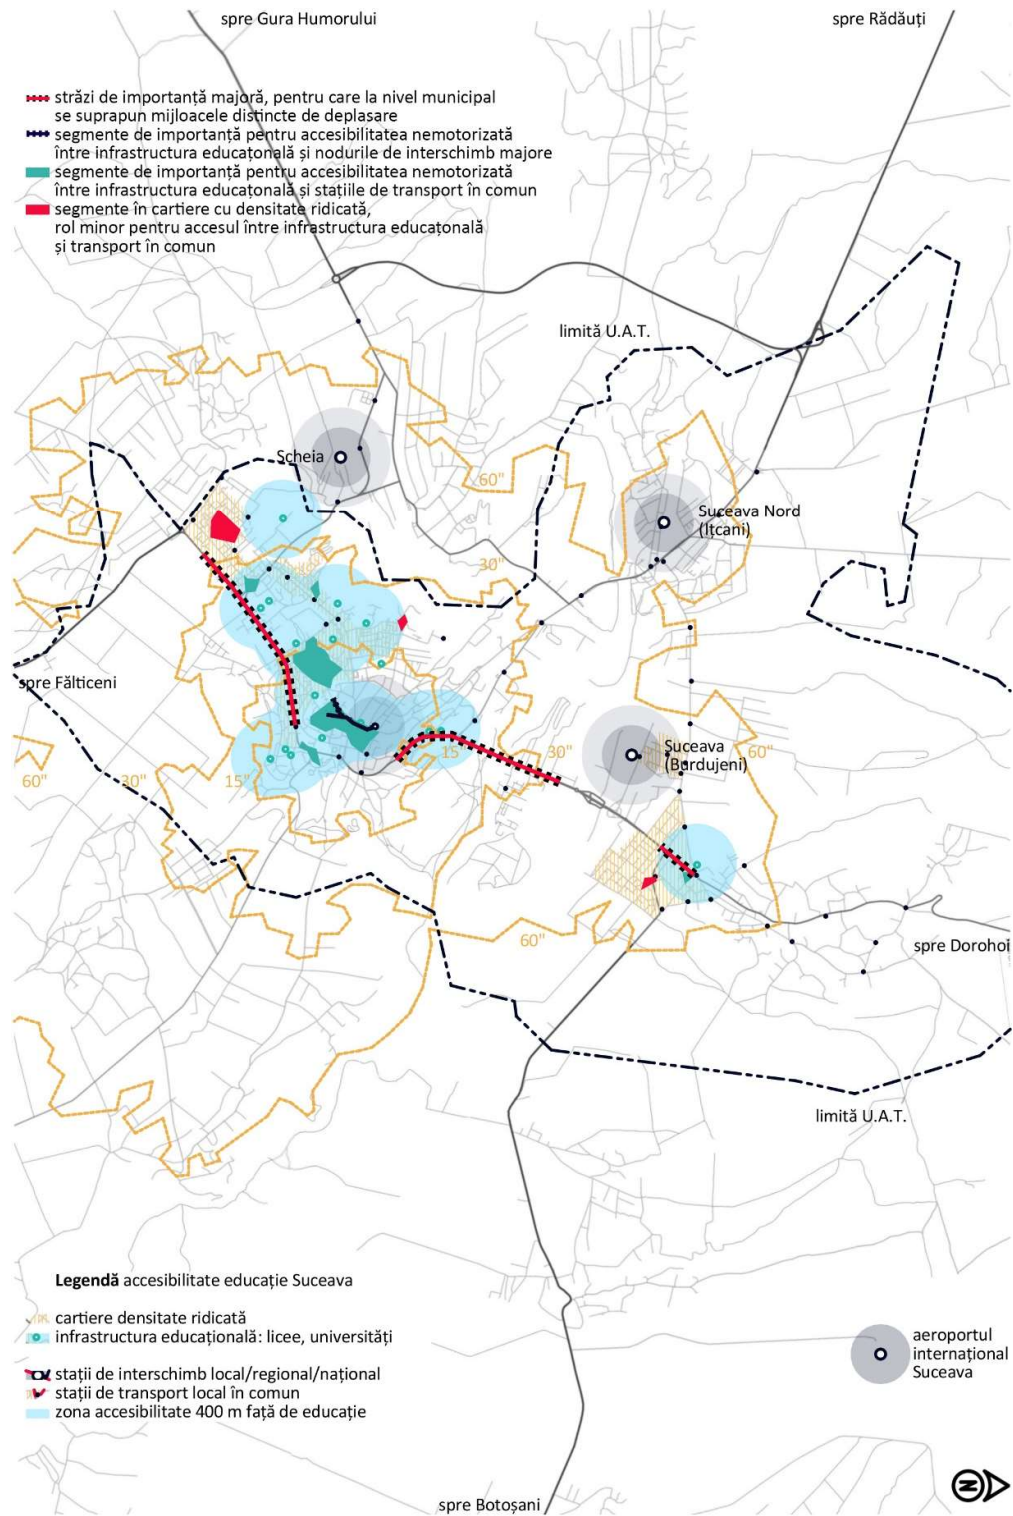 spre Gura Humorului
spre Rădăuți
străzi de importanță majoră, pentru care la nivel municipal
se suprapun mijloacele distincte de deplasare
segmente de importanță pentru accesibilitatea nemotorizată
între infrastructura educațonală și nodurile de interschimb majore
segmente de importanță pentru accesibilitatea nemotorizată
între infrastructura educațonală și stațiile de transport în comun
segmente în cartiere cu densitate ridicată,
rol minor pentru accesul între infrastructura educațonală
și transport în comun
limită U.A.T.
Scheia
60"
Suceava Nord
(Ițcani)
30"
spre Fălticeni
Suceava
(Burdujeni)
60"
30"
15"
15
30"
60"
60"
spre Dorohoi
limită U.A.T.
Legendă accesibilitate educație Suceava
cartiere densitate ridicată
infrastructura educațională: licee, universități
stații de interschimb local/regional/național
stații de transport local în comun
zona accesibilitate 400 m față de educație
aeroportul
internațional
Suceava
N
spre Botoșani